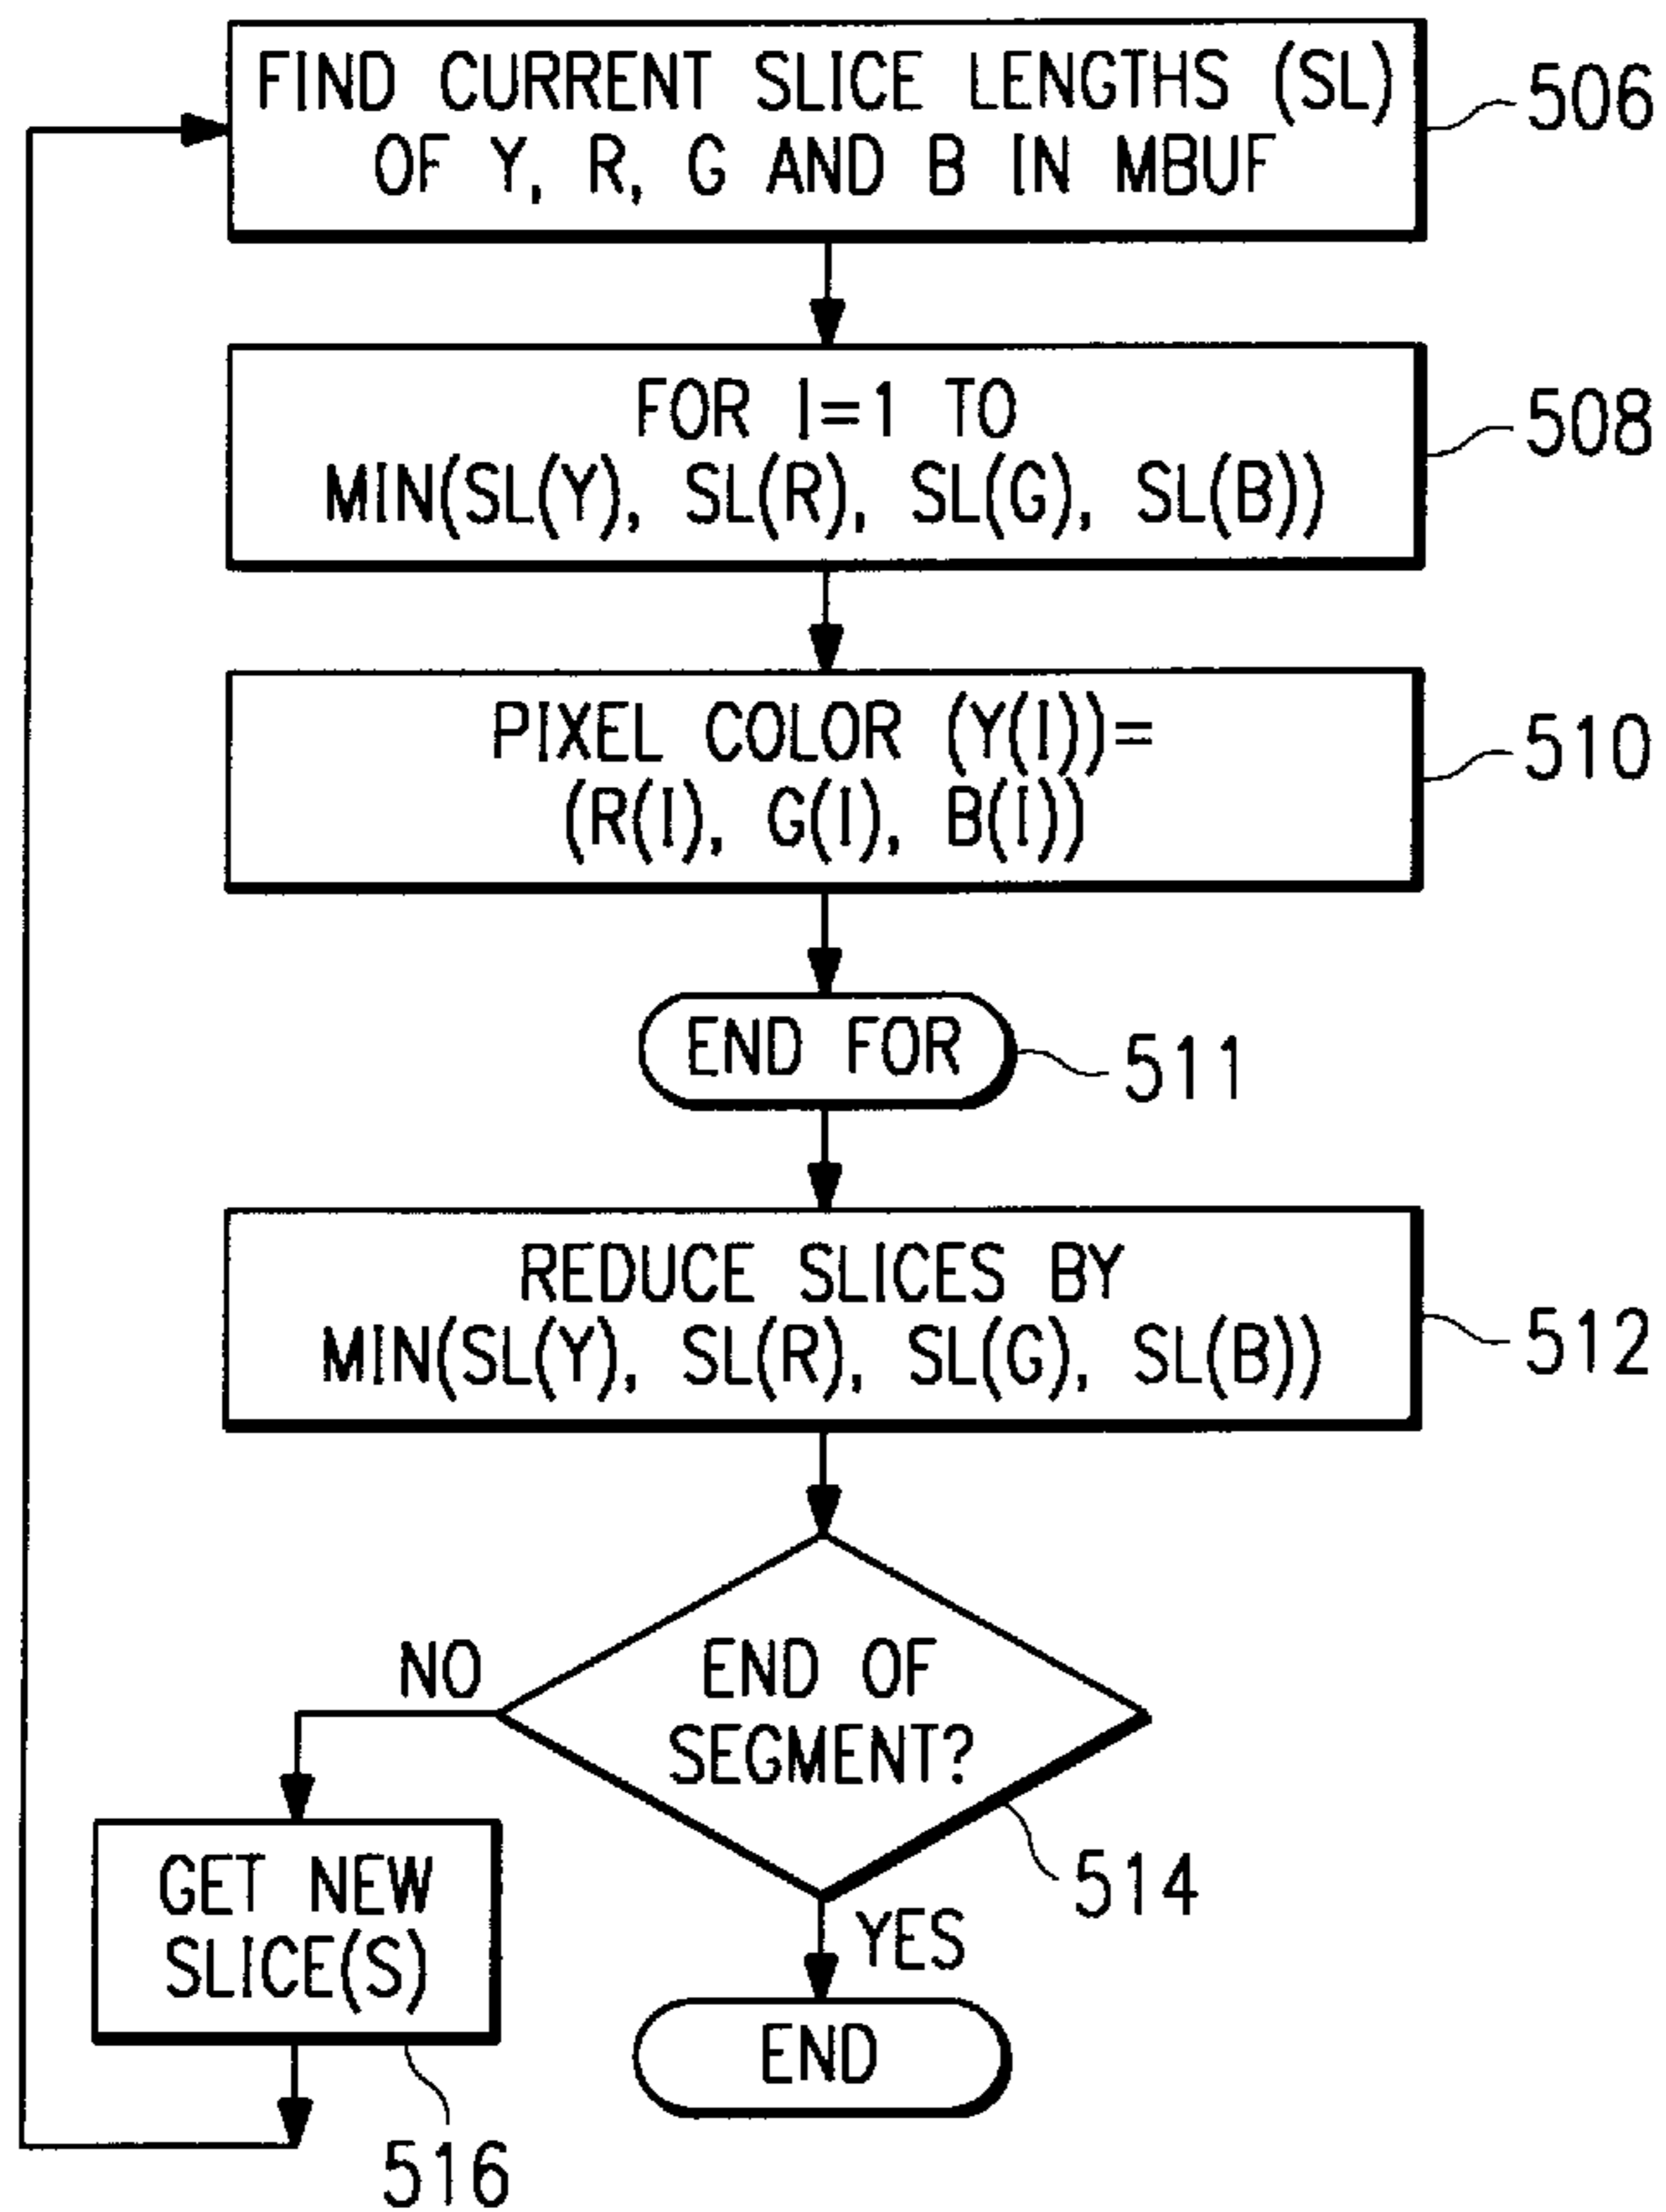 FIND CURRENT SLICE LENGTHS (SL)
OF Y, R, G AND B IN MBUF
506
FOR I=1 TO
MIN(SL(Y), SL(R), SL(G), SL(B))
508
PIXEL COLOR (Y(I))=
(R(I), G(I), B(I))
510
END FOR
511
REDUCE SLICES BY
MIN(SL(Y), SL(R), SL(G), SL(B))
512
NO
END OF
SEGMENT?
514
GET NEW
SLICE(S)
516
YES
END